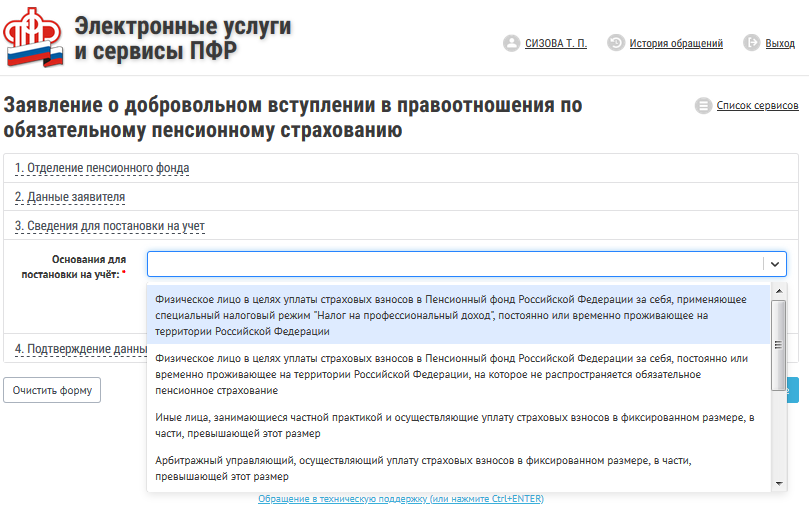 Электронные услуги
и сервисы ПФР
СИЗОВА Т. П.
История обращений
Выход
Заявление о добровольном вступлении в правоотношения по
обязательному пенсионному страхованию
Список сервисов
1. Отделение пенсионного фонда
2. Данные заявителя
3. Сведения для постановки на учет
Основания для
постановки на учёт: *
Физическое лицо в целях уплаты страховых взносов в Пенсионный фонд Российской Федерации за себя, применяющее
специальный налоговый режим "Налог на профессиональный доход", постоянно или временно проживающее на
территории Российской Федерации
Физическое лицо в целях уплаты страховых взносов в Пенсионный фонд Российской Федерации за себя, постоянно или
временно проживающее на территории Российской Федерации, на которое не распространяется обязательное
пенсионное страхование
Иные лица, занимающиеся частной практикой и осуществляющие уплату страховых взносов в фиксированном размере, в
части, превышающей этот размер
Арбитражный управляющий, осуществляющий уплату страховых взносов в фиксированном размере, в части,
превышающей этот размер
4. Подтверждение данны
Очистить форму
Обращение в техническую поддержку (или нажмите Ctrl+ENTER)